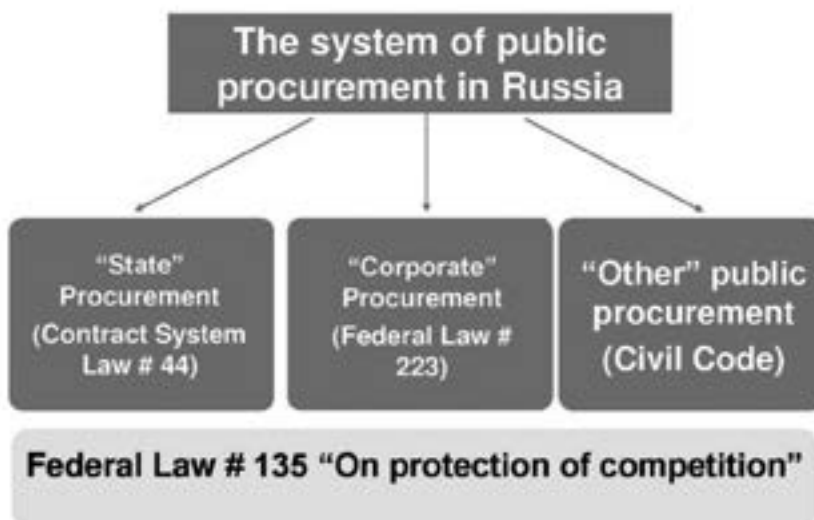 The system of public
procurement in Russia
“State”
Procurement
(Contract System
Law # 44)
“Corporate”
Procurement
(Federal Law #
223)
“Other” public
procurement
(Civil Code)
Federal Law # 135 “On protection of competition”